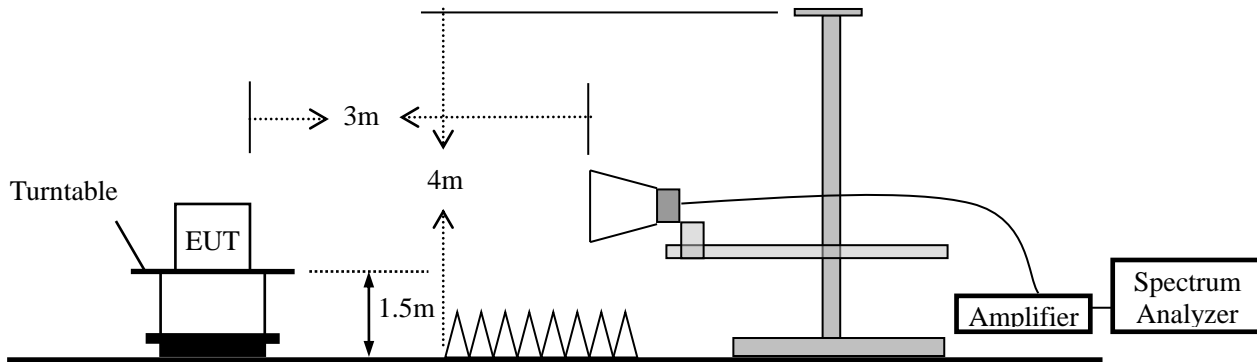 3m
4m
Turntable
EUT
1.5m
Spectrum
Analyzer
Amplifier